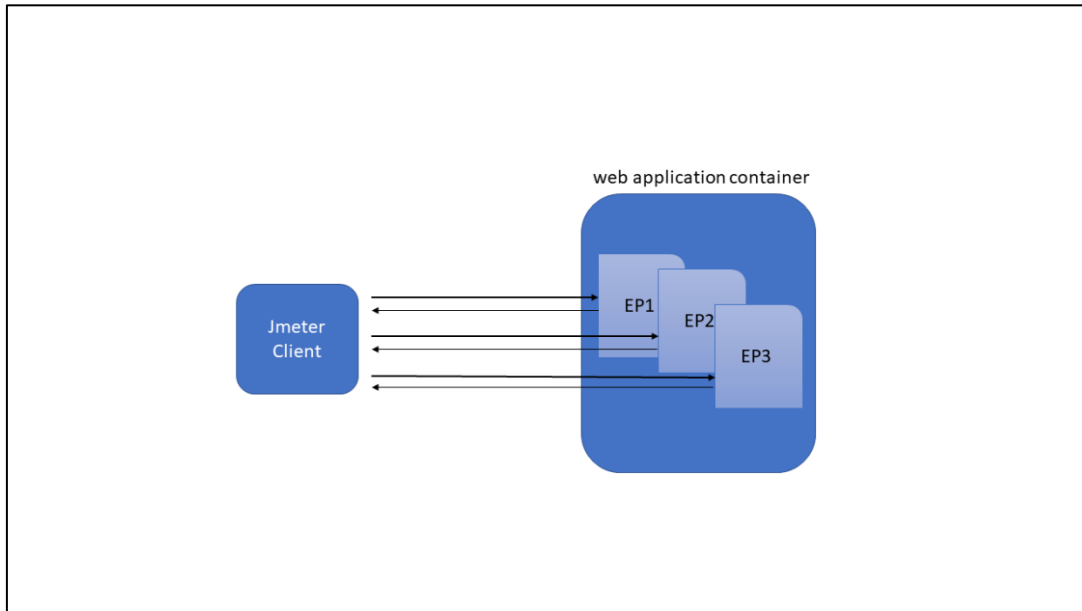 web application container
Jmeter
Client
EP1
EP2
EP3